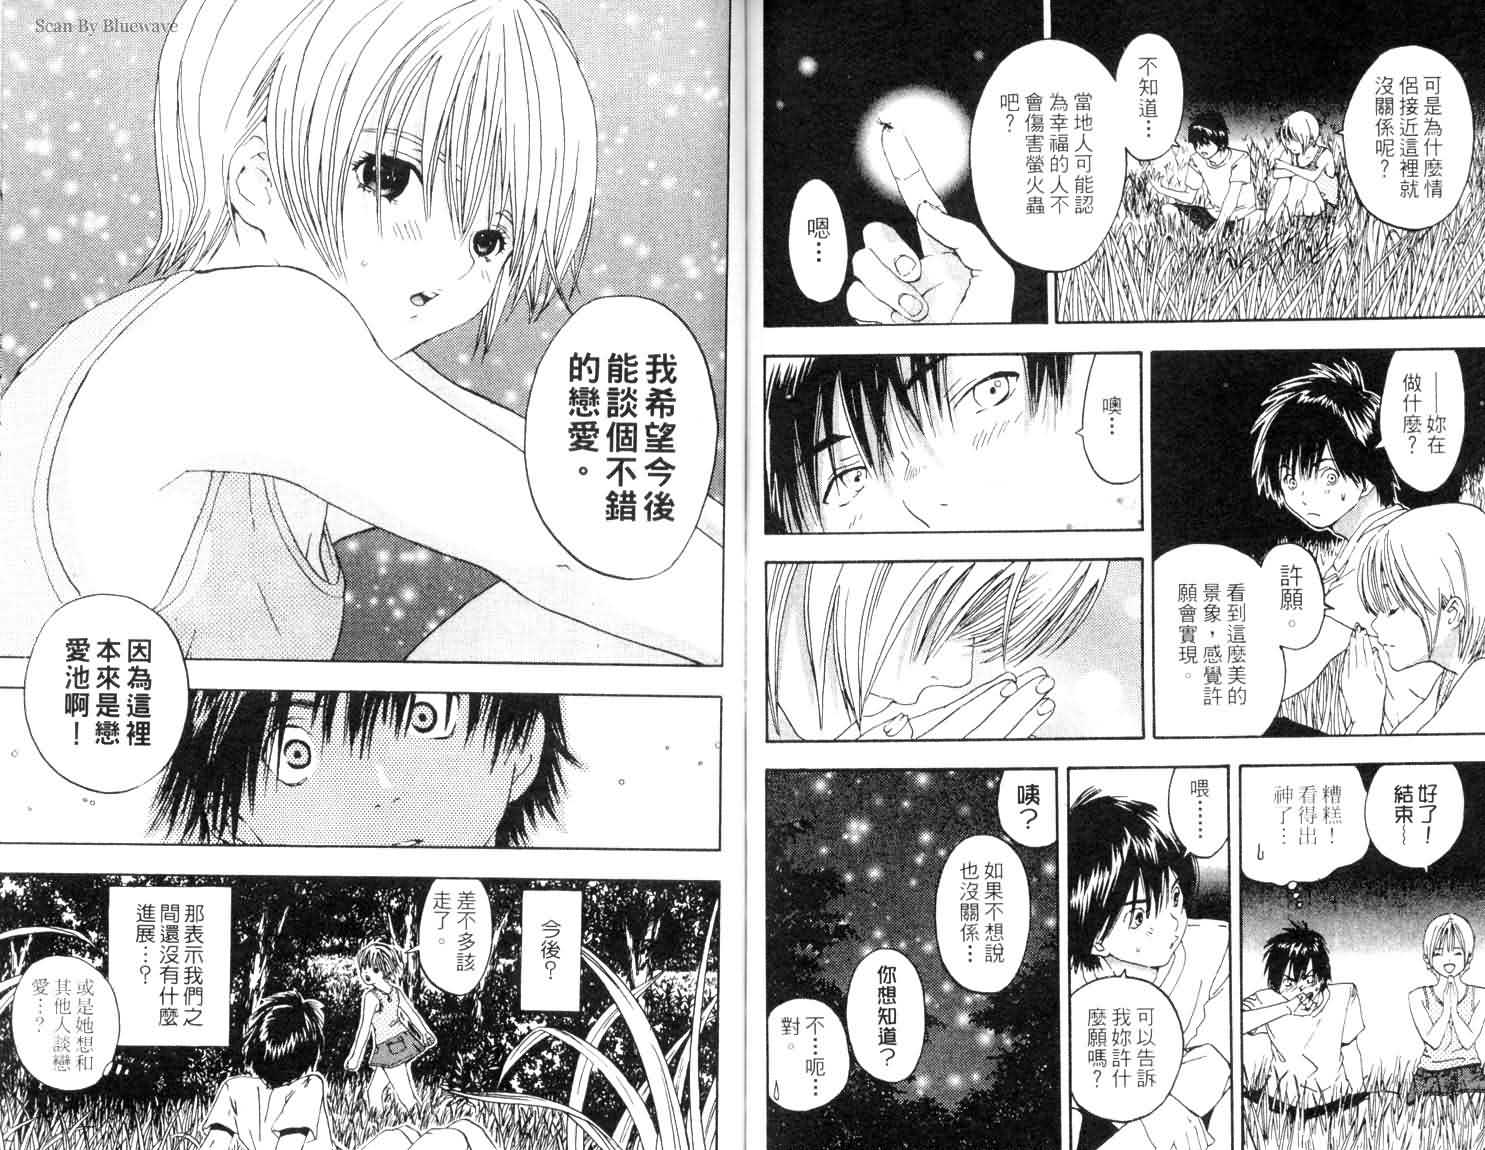 可是為什麼情
侶接近這裡就
沒關係呢？
不知道…
當地人可能認
為幸福的人不
會傷害螢火蟲
吧？
嗯…
——妳在
做什麼？
許願。
看到這麼美的
景象，感覺許
願會實現。
噢…
好了！
結束~
糟糕！
看得出
神了…
喂……
可以告訴
我妳許什
麼願嗎？
咦？
如果不想說
也沒關係…
你想知道？
不…呃…
對。
Scan By Bluewave
我希望今後
能談個不錯
的戀愛。
因為這裡
本來是戀
愛池啊！
差不多該
走了。
今後？
那表示我們之
間還沒有什麼
進展…？
或是她想和
其他人談戀
愛…？